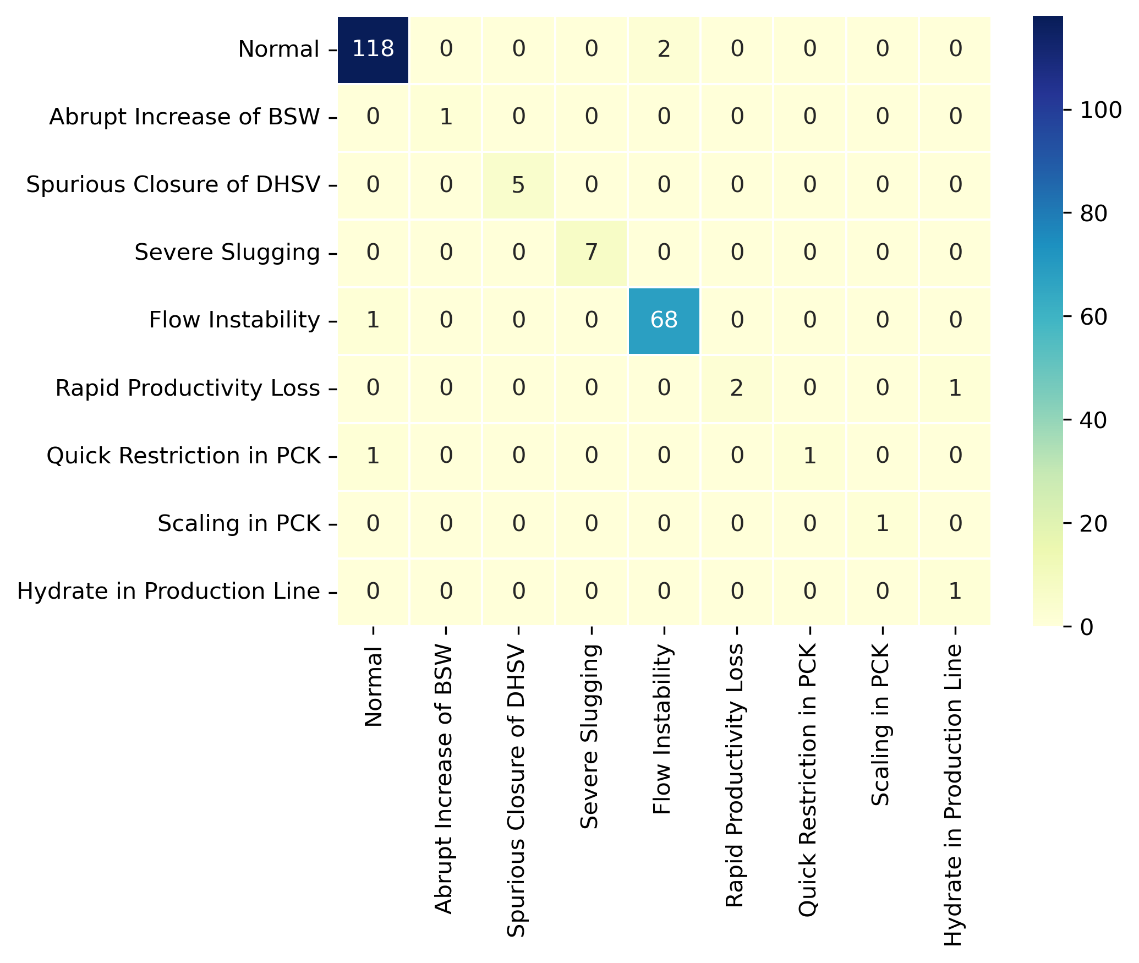 Normal 118 0 0 0 2 0 0 0 0
Abrupt Increase of BSW 0 1 0 0 0 0 0 0 0
Spurious Closure of DHSV 0 0 5 0 0 0 0 0 0
Severe Slugging 0 0 0 7 0 0 0 0 0
Flow Instability 1 0 0 0 68 0 0 0 0
Rapid Productivity Loss 0 0 0 0 0 2 0 0 1
Quick Restriction in PCK 1 0 0 0 0 0 1 0 0
Scaling in PCK 0 0 0 0 0 0 0 1 0
Hydrate in Production Line 0 0 0 0 0 0 0 0 1
Normal
Abrupt Increase of BSW
Spurious Closure of DHSV
Severe Slugging
Flow Instability
Rapid Productivity Loss
Quick Restriction in PCK
Scaling in PCK
Hydrate in Production Line
100
80
60
40
20
0